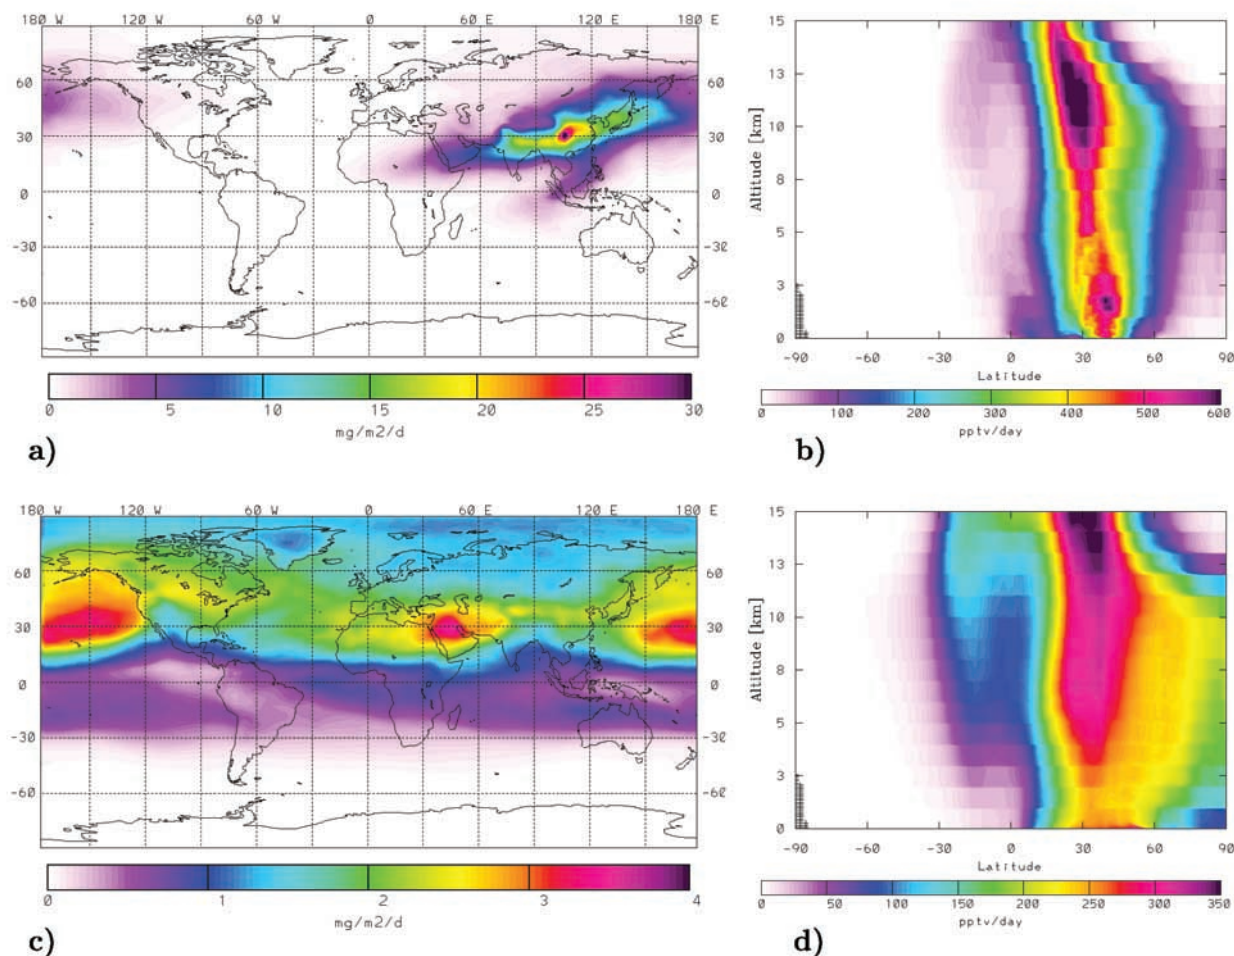 180 W 120 W 60 W 0 60 E 120 E 180 E
60 60
30 30
0 0
-30 -30
-60 -60
0 5 10 15 20 25 30
mg/m2/d
a)
15
13
10
8
5
3
0
Altitude [km]
-90 -60 -30 0 30 60 90
Latitude
0 100 200 300 400 500 600
pptv/day
b)
180 W 120 W 60 W 0 60 E 120 E 180 E
60 60
30 30
0 0
-30 -30
-60 -60
0 1 2 3 4
mg/m2/d
c)
15
13
10
8
5
3
0
Altitude [km]
-90 -60 -30 0 30 60 90
Latitude
0 50 100 150 200 250 300 350
pptv/day
d)